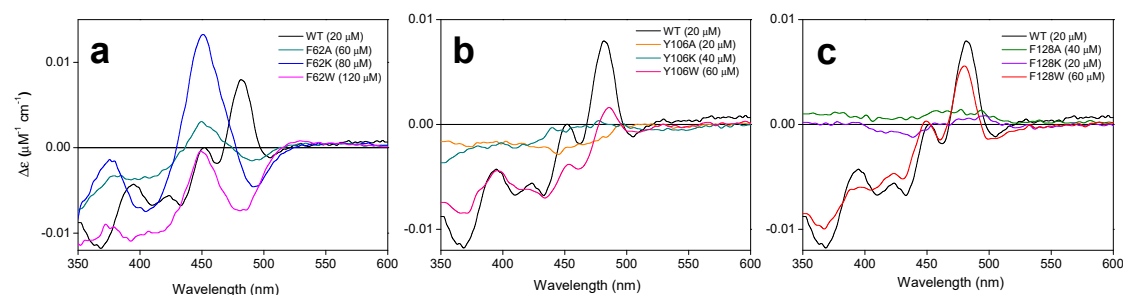 a
WT (20 µM)
F62A (60 µM)
F62K (80 µM)
F62W (120 µM)
0.01
0.00
-0.01
Δε (µM⁻¹ cm⁻¹)
350 400 450 500 550 600
Wavelength (nm)
b
WT (20 µM)
Y106A (20 µM)
Y106K (40 µM)
Y106W (60 µM)
0.01
0.00
-0.01
350 400 450 500 550 600
Wavelength (nm)
c
WT (20 µM)
F128A (40 µM)
F128K (20 µM)
F128W (60 µM)
0.01
0.00
-0.01
350 400 450 500 550 600
Wavelength (nm)